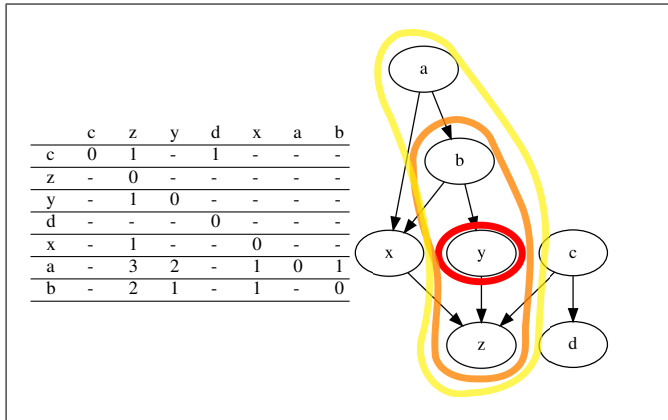 c z y d x a b
c 0 1 - 1 - - -
z - 0 - - - - -
y - 1 0 - - - -
d - - - 0 - - -
x - 1 - - 0 - -
a - 3 2 - 1 0 1
b - 2 1 - 1 - 0
a
b
x y c
z d